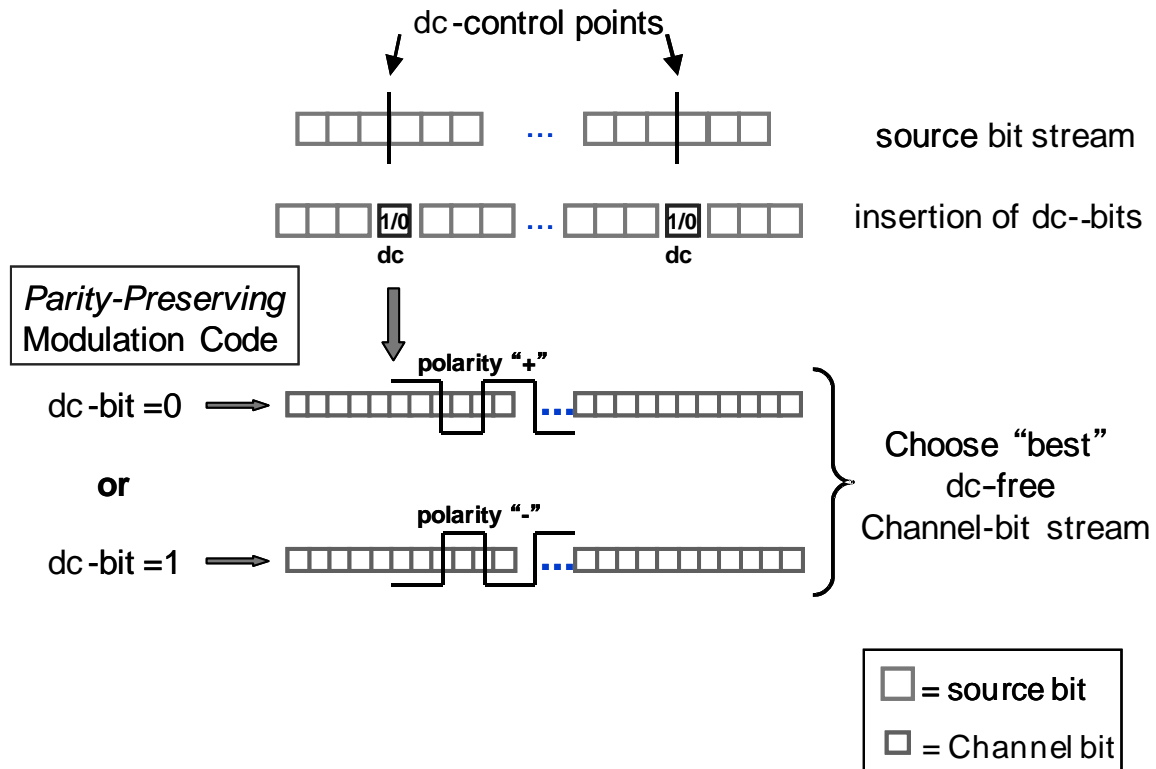 dc-control points
...
source bit stream
1/0
...
1/0
insertion of dc--bits
dc
dc
Parity-Preserving
Modulation Code
polarity “+”
dc-bit =0
...
or
Choose “best”
dc-free
Channel-bit stream
polarity “-”
dc-bit =1
...
= source bit
= Channel bit